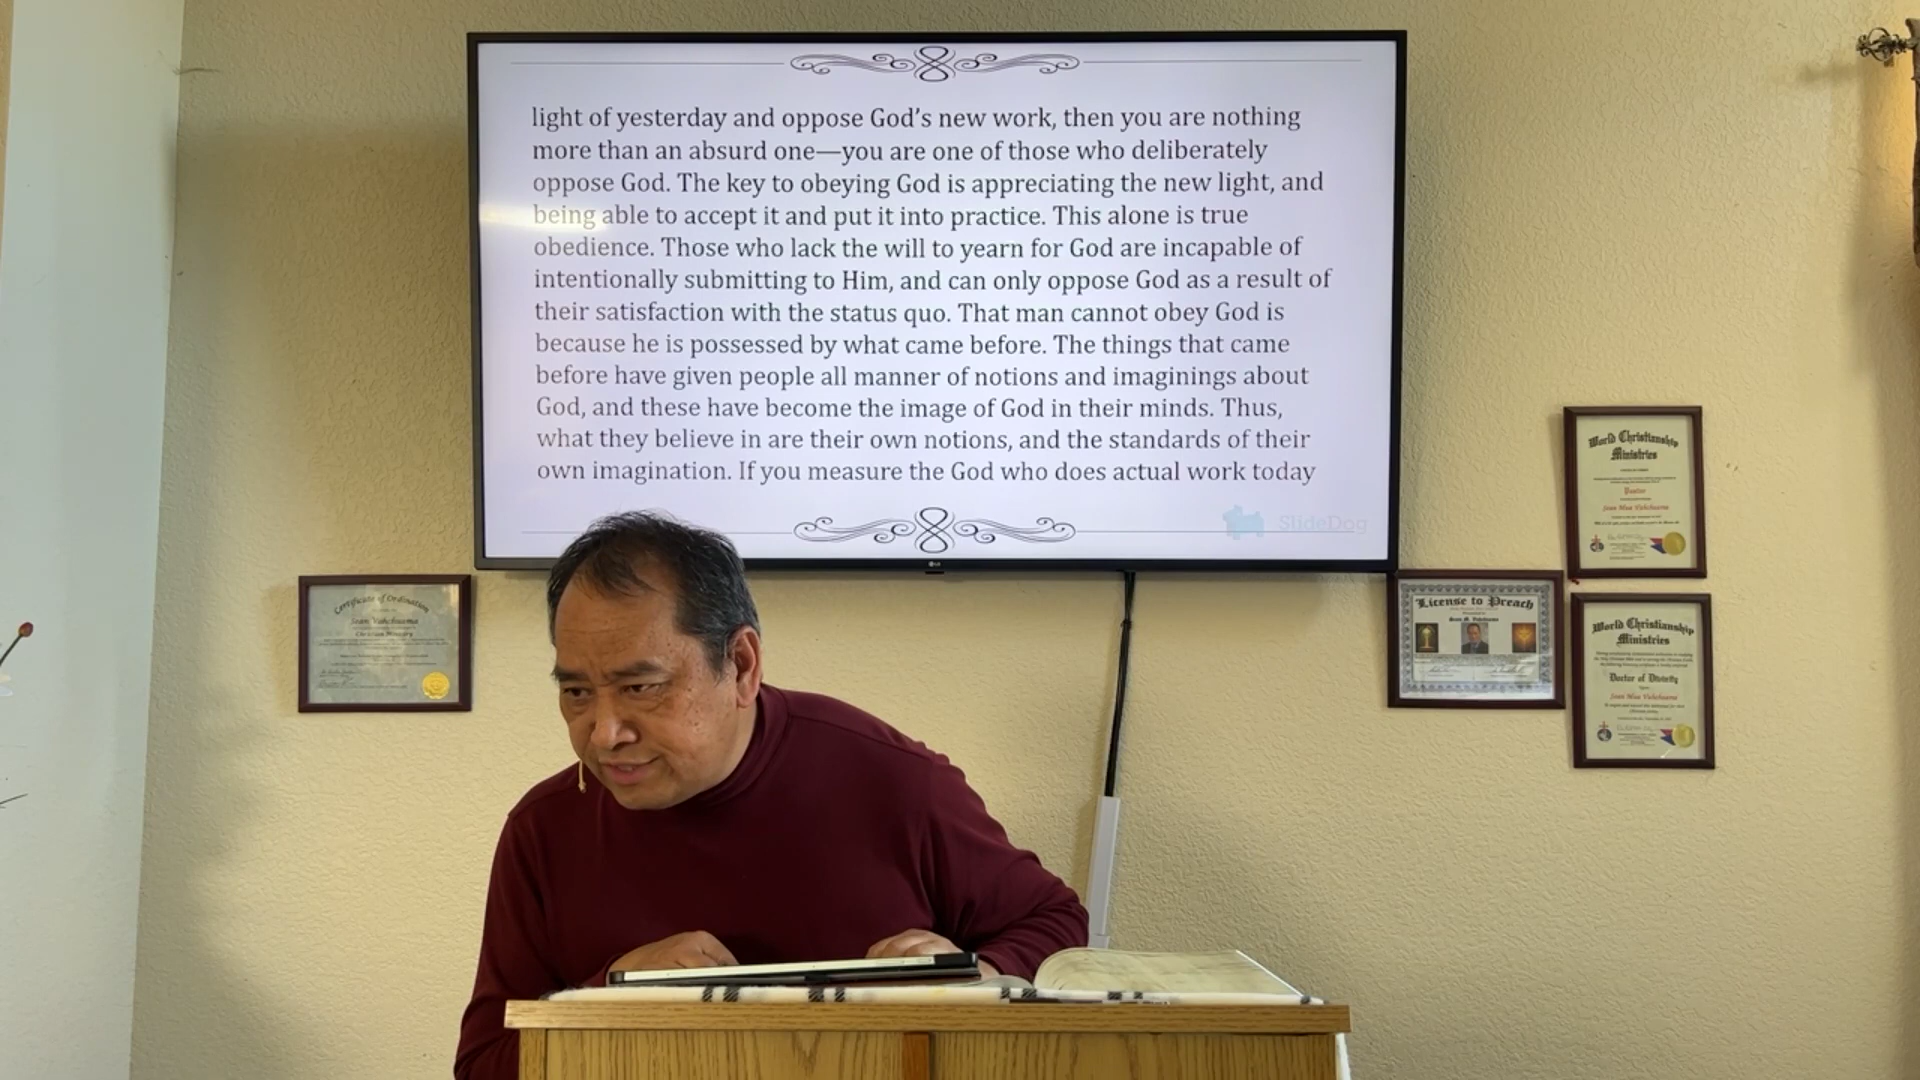 light of yesterday and oppose God’s new work, then you are nothing
more than an absurd one—you are one of those who deliberately
oppose God. The key to obeying God is appreciating the new light, and
being able to accept it and put it into practice. This alone is true
obedience. Those who lack the will to yearn for God are incapable of
intentionally submitting to Him, and can only oppose God as a result of
their satisfaction with the status quo. That man cannot obey God is
because he is possessed by what came before. The things that came
before have given people all manner of notions and imaginings about
God, and these have become the image of God in their minds. Thus,
what they believe in are their own notions, and the standards of their
own imagination. If you measure the God who does actual work today
SlideDog
LG
Certificate of Ordination
Sean Vahchuama
Christian Ministry
License to Preach
World Christianship
Ministries
Pastor
World Christianship
Ministries
Doctor of Divinity